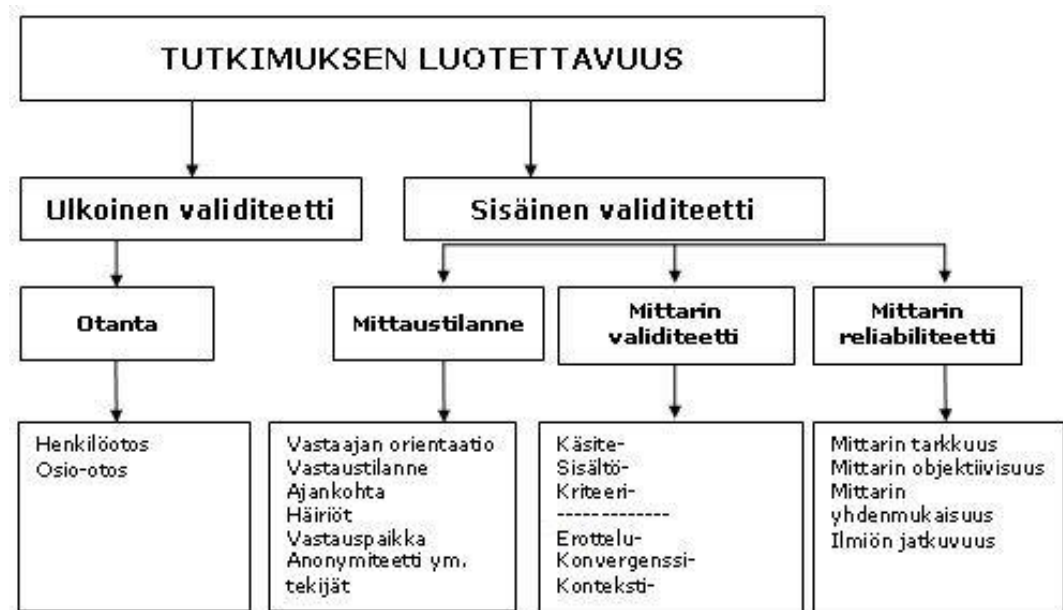 TUTKIMUKSEN LUOTETTAVUUS
Ulkoinen validiteetti
Sisäinen validiteetti
Otanta
Mittaustilanne
Mittarin
validiteetti
Mittarin
reliabiliteetti
Henkilöotos
Osio-otos
Vastaajan orientaatio
Vastaustilanne
Ajankohta
Häiriöt
Vastauspaikka
Anonymiteetti ym.
tekijät
Käsite-
Sisältö-
Kriteeri-
-------------
Erottelu-
Konvergenssi-
Konteksti-
Mittarin tarkkuus
Mittarin objektiivisuus
Mittarin
yhdenmukaisuus
Ilmiön jatkuvuus